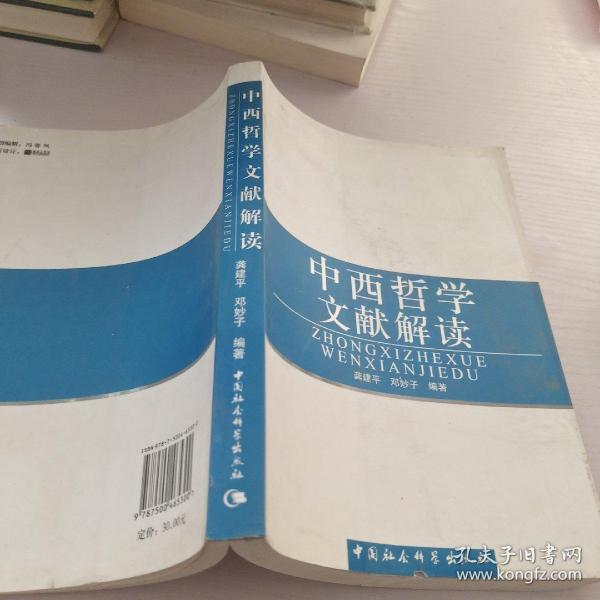 中西哲学文献解读
ZHONGXIZHEXUEWENXIANJIEDU
龚建平 邓妙子 编著
中国社会科学出版社
中西哲学
文献解读
ZHONGXIZHEXUE
WENXIANJIEDU
龚建平 邓妙子 编著
中国社会科学出版社
定价：30.00元
孔夫子旧书网
www.kongfz.com